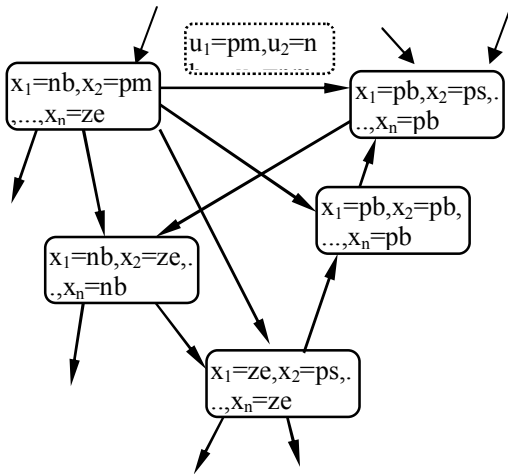 u₁=pm,u₂=n
x₁=nb,x₂=pm
,...,xₙ=ze
x₁=pb,x₂=ps,.
..,xₙ=pb
x₁=pb,x₂=pb,
...,xₙ=pb
x₁=nb,x₂=ze,.
.,xₙ=nb
x₁=ze,x₂=ps,.
..,xₙ=ze